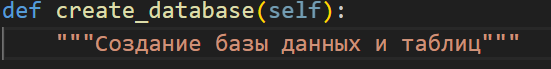 def create_database(self):
    """Создание базы данных и таблиц"""